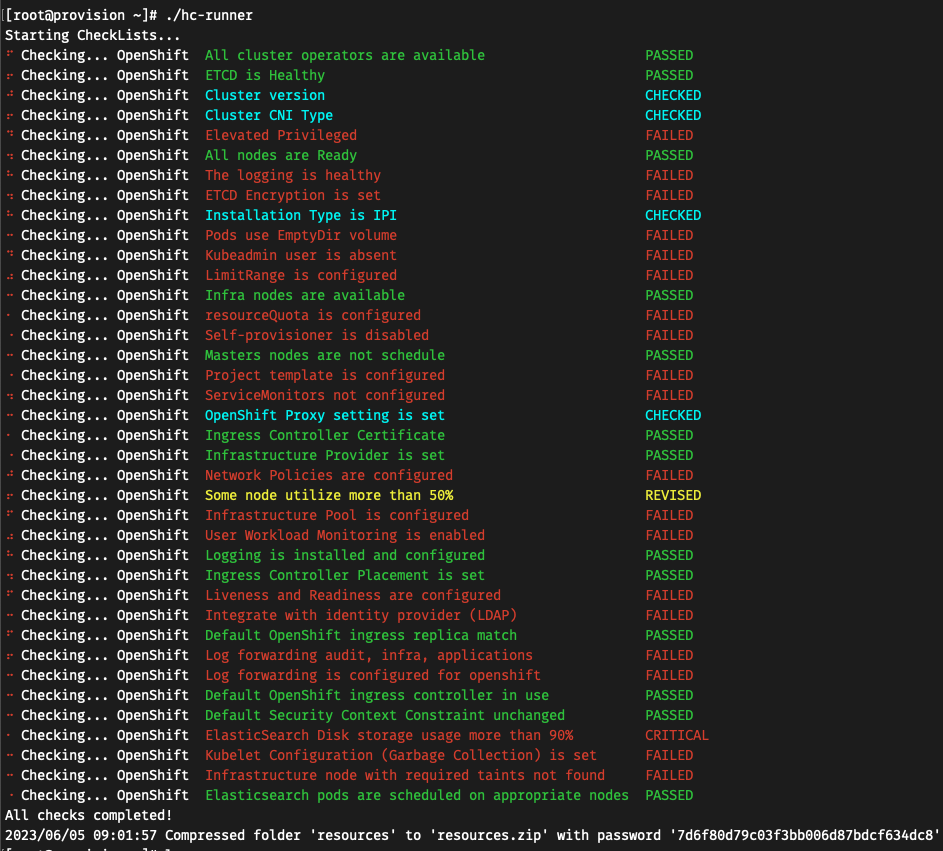 [root@provision ~]# ./hc-runner
Starting CheckLists...
Checking... OpenShift All cluster operators are available PASSED
Checking... OpenShift ETCD is Healthy PASSED
Checking... OpenShift Cluster version CHECKED
Checking... OpenShift Cluster CNI Type CHECKED
Checking... OpenShift Elevated Privileged FAILED
Checking... OpenShift All nodes are Ready PASSED
Checking... OpenShift The logging is healthy FAILED
Checking... OpenShift ETCD Encryption is set FAILED
Checking... OpenShift Installation Type is IPI CHECKED
Checking... OpenShift Pods use EmptyDir volume FAILED
Checking... OpenShift Kubeadmin user is absent FAILED
Checking... OpenShift LimitRange is configured FAILED
Checking... OpenShift Infra nodes are available PASSED
Checking... OpenShift resourceQuota is configured FAILED
Checking... OpenShift Self-provisioner is disabled FAILED
Checking... OpenShift Masters nodes are not schedule PASSED
Checking... OpenShift Project template is configured FAILED
Checking... OpenShift ServiceMonitors not configured FAILED
Checking... OpenShift OpenShift Proxy setting is set CHECKED
Checking... OpenShift Ingress Controller Certificate PASSED
Checking... OpenShift Infrastructure Provider is set PASSED
Checking... OpenShift Network Policies are configured FAILED
Checking... OpenShift Some node utilize more than 50% REVISED
Checking... OpenShift Infrastructure Pool is configured FAILED
Checking... OpenShift User Workload Monitoring is enabled FAILED
Checking... OpenShift Logging is installed and configured PASSED
Checking... OpenShift Ingress Controller Placement is set PASSED
Checking... OpenShift Liveness and Readiness are configured FAILED
Checking... OpenShift Integrate with identity provider (LDAP) FAILED
Checking... OpenShift Default OpenShift ingress replica match PASSED
Checking... OpenShift Log forwarding audit, infra, applications FAILED
Checking... OpenShift Log forwarding is configured for openshift FAILED
Checking... OpenShift Default OpenShift ingress controller in use PASSED
Checking... OpenShift Default Security Context Constraint unchanged PASSED
Checking... OpenShift ElasticSearch Disk storage usage more than 90% CRITICAL
Checking... OpenShift Kubelet Configuration (Garbage Collection) is set FAILED
Checking... OpenShift Infrastructure node with required taints not found FAILED
Checking... OpenShift Elasticsearch pods are scheduled on appropriate nodes PASSED
All checks completed!
2023/06/05 09:01:57 Compressed folder 'resources' to 'resources.zip' with password '7d6f80d79c03f3bb006d87bdcf634dc8'